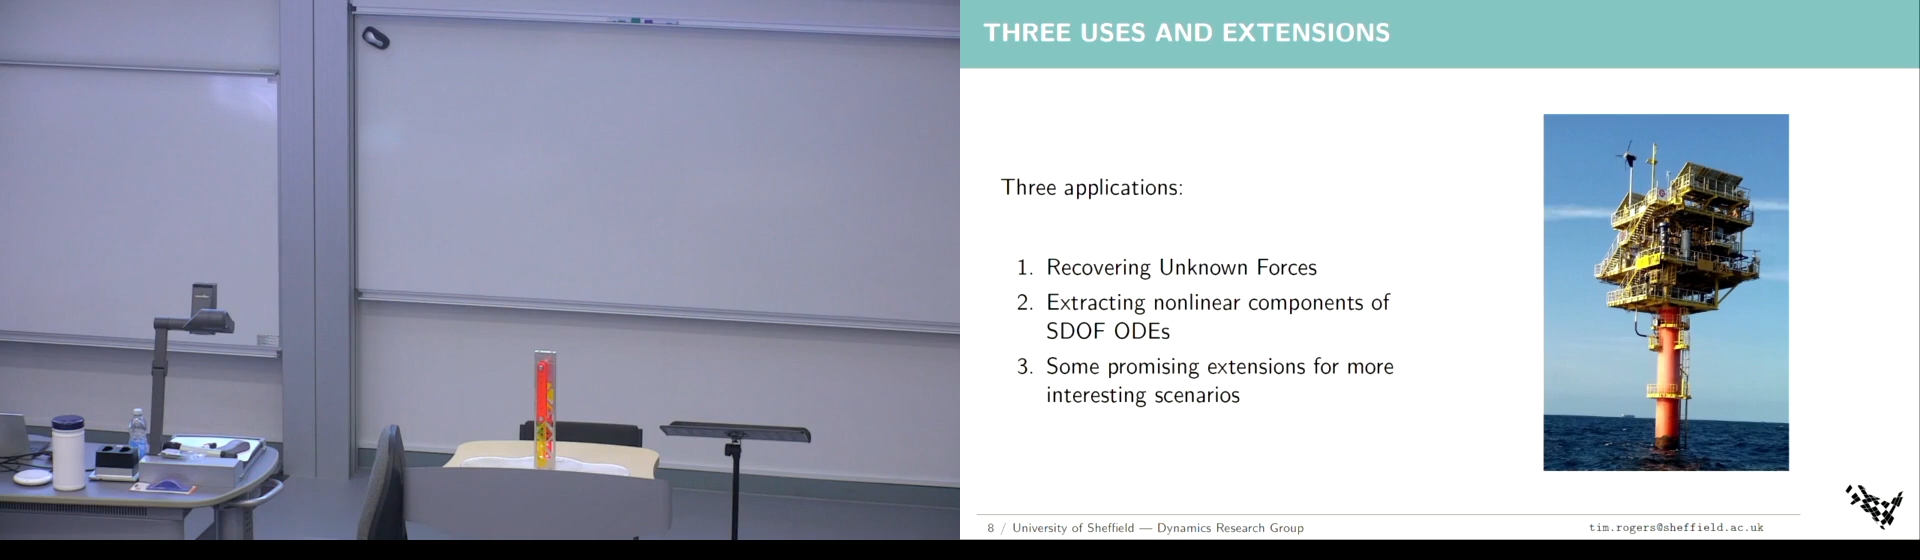 THREE USES AND EXTENSIONS
Three applications:
1. Recovering Unknown Forces
2. Extracting nonlinear components of
SDOF ODEs
3. Some promising extensions for more
interesting scenarios
8 / University of Sheffield — Dynamics Research Group
tim.rogers@sheffield.ac.uk